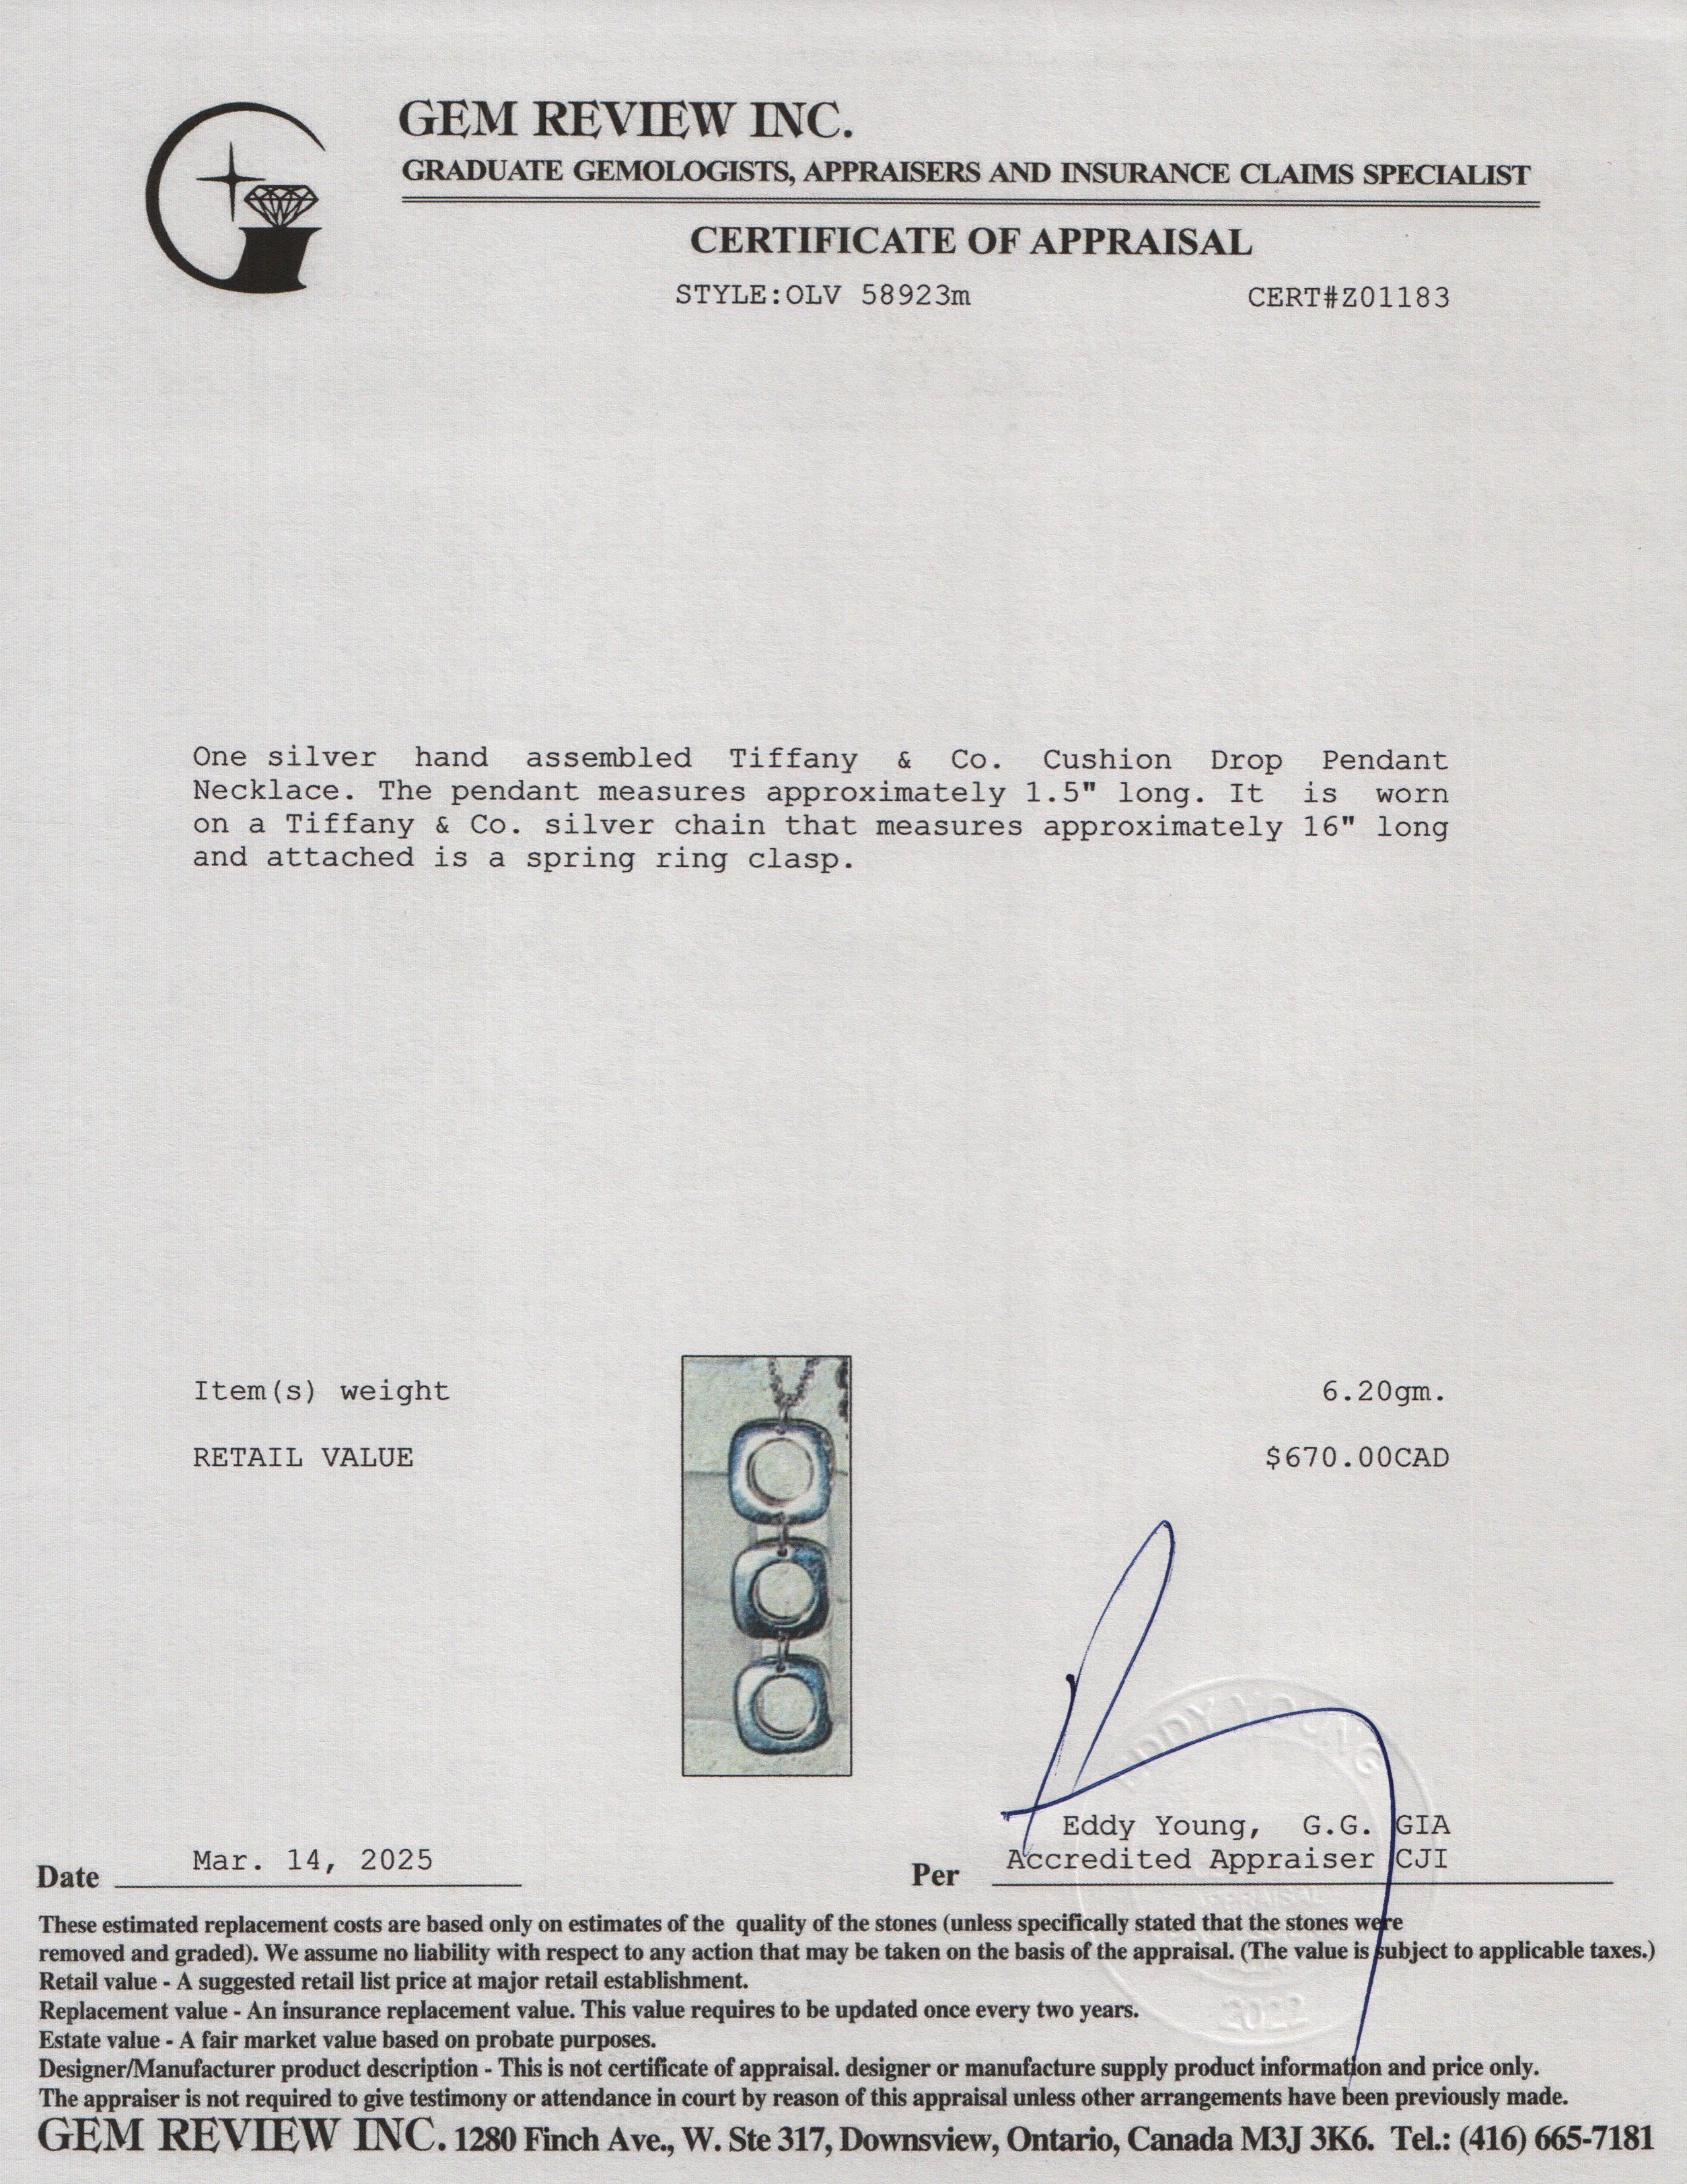 GEM REVIEW INC.
GRADUATE GEMOLOGISTS, APPRAISERS AND INSURANCE CLAIMS SPECIALIST
CERTIFICATE OF APPRAISAL
STYLE:OLV 58923m CERT#Z01183
One silver hand assembled Tiffany & Co. Cushion Drop Pendant
Necklace. The pendant measures approximately 1.5" long. It is worn
on a Tiffany & Co. silver chain that measures approximately 16" long
and attached is a spring ring clasp.
Item(s) weight 6.20gm.
RETAIL VALUE $670.00CAD
EDDY YOUNG
Eddy Young, G.G. GIA
Date Mar. 14, 2025 Per Accredited Appraiser CJI
APPRAISAL
2022
These estimated replacement costs are based only on estimates of the quality of the stones (unless specifically stated that the stones were
removed and graded). We assume no liability with respect to any action that may be taken on the basis of the appraisal. (The value is subject to applicable taxes.)
Retail value - A suggested retail list price at major retail establishment.
Replacement value - An insurance replacement value. This value requires to be updated once every two years.
Estate value - A fair market value based on probate purposes.
Designer/Manufacturer product description - This is not certificate of appraisal. designer or manufacture supply product information and price only.
The appraiser is not required to give testimony or attendance in court by reason of this appraisal unless other arrangements have been previously made.
GEM REVIEW INC. 1280 Finch Ave., W. Ste 317, Downsview, Ontario, Canada M3J 3K6. Tel.: (416) 665-7181